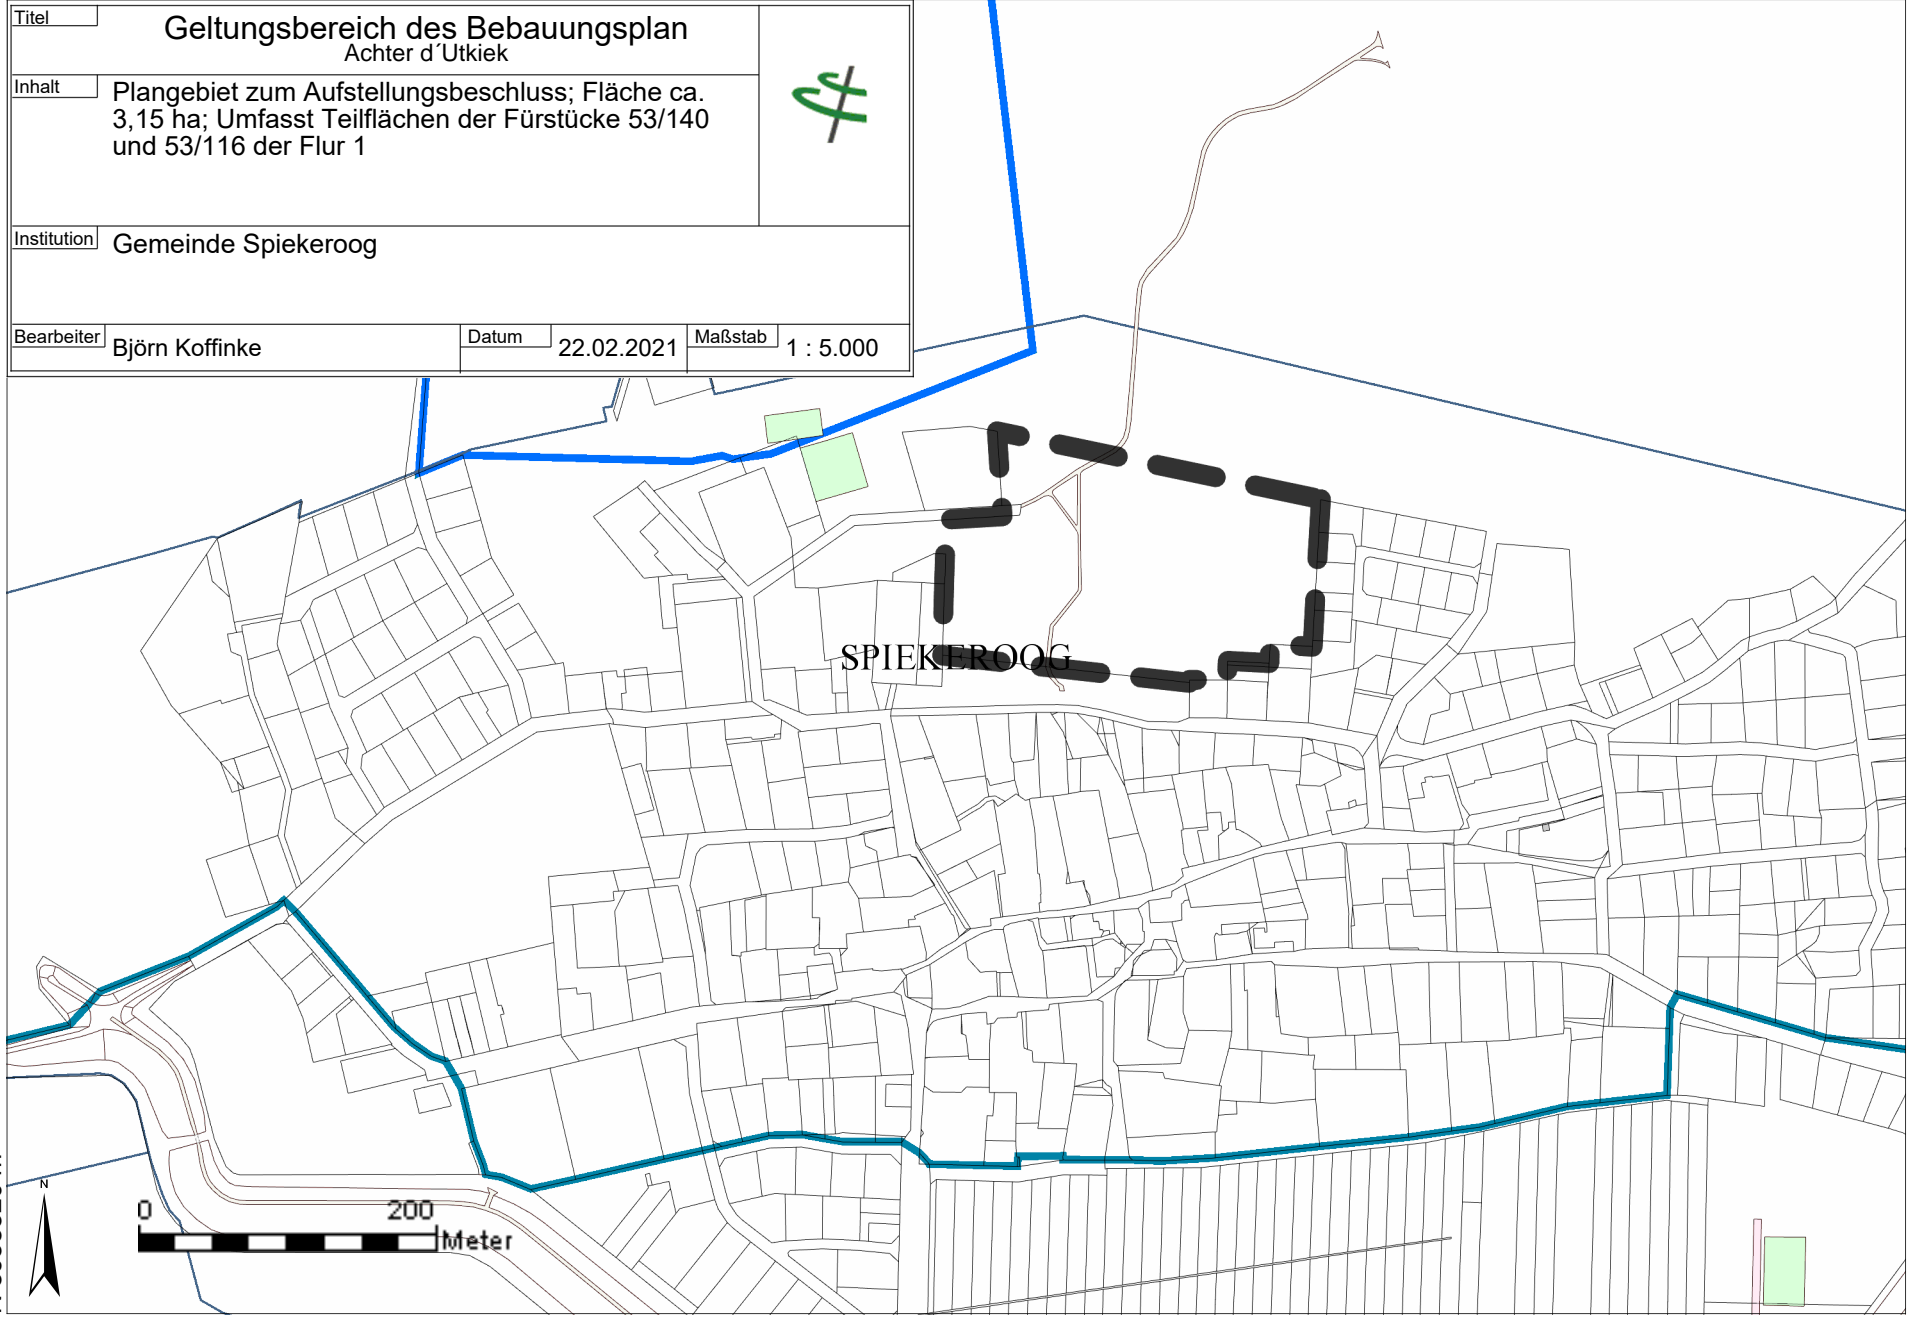 Titel
Geltungsbereich des Bebauungsplan
Achter d´Utkiek
Inhalt
Plangebiet zum Aufstellungsbeschluss; Fläche ca.
3,15 ha; Umfasst Teilflächen der Fürstücke 53/140
und 53/116 der Flur 1
Institution
Gemeinde Spiekeroog
Bearbeiter
Björn Koffinke
Datum
22.02.2021
Maßstab
1 : 5.000
SPIEKEROOG
N
0 200
Meter